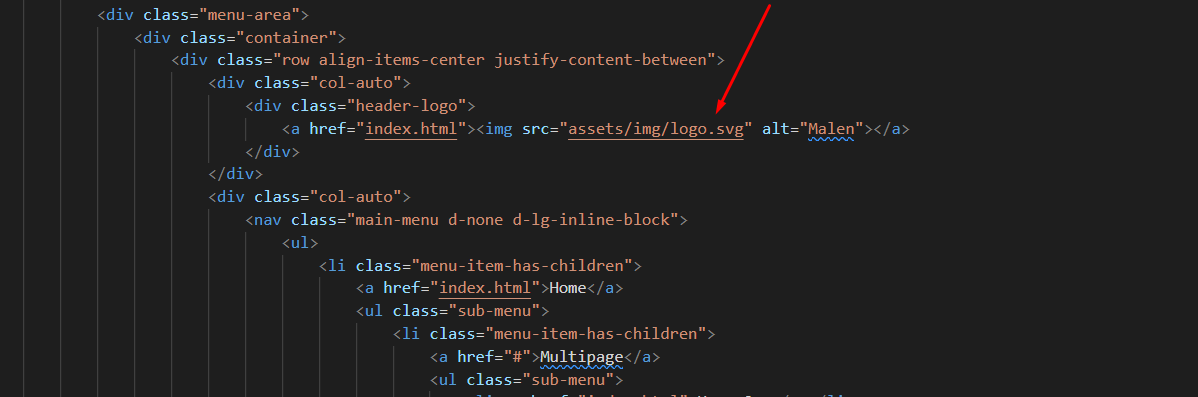 <div class="menu-area">
<div class="container">
<div class="row align-items-center justify-content-between">
<div class="col-auto">
<div class="header-logo">
<a href="index.html"><img src="assets/img/logo.svg" alt="Malen"></a>
</div>
</div>
<div class="col-auto">
<nav class="main-menu d-none d-lg-inline-block">
<ul>
<li class="menu-item-has-children">
<a href="index.html">Home</a>
<ul class="sub-menu">
<li class="menu-item-has-children">
<a href="#">Multipage</a>
<ul class="sub-menu">